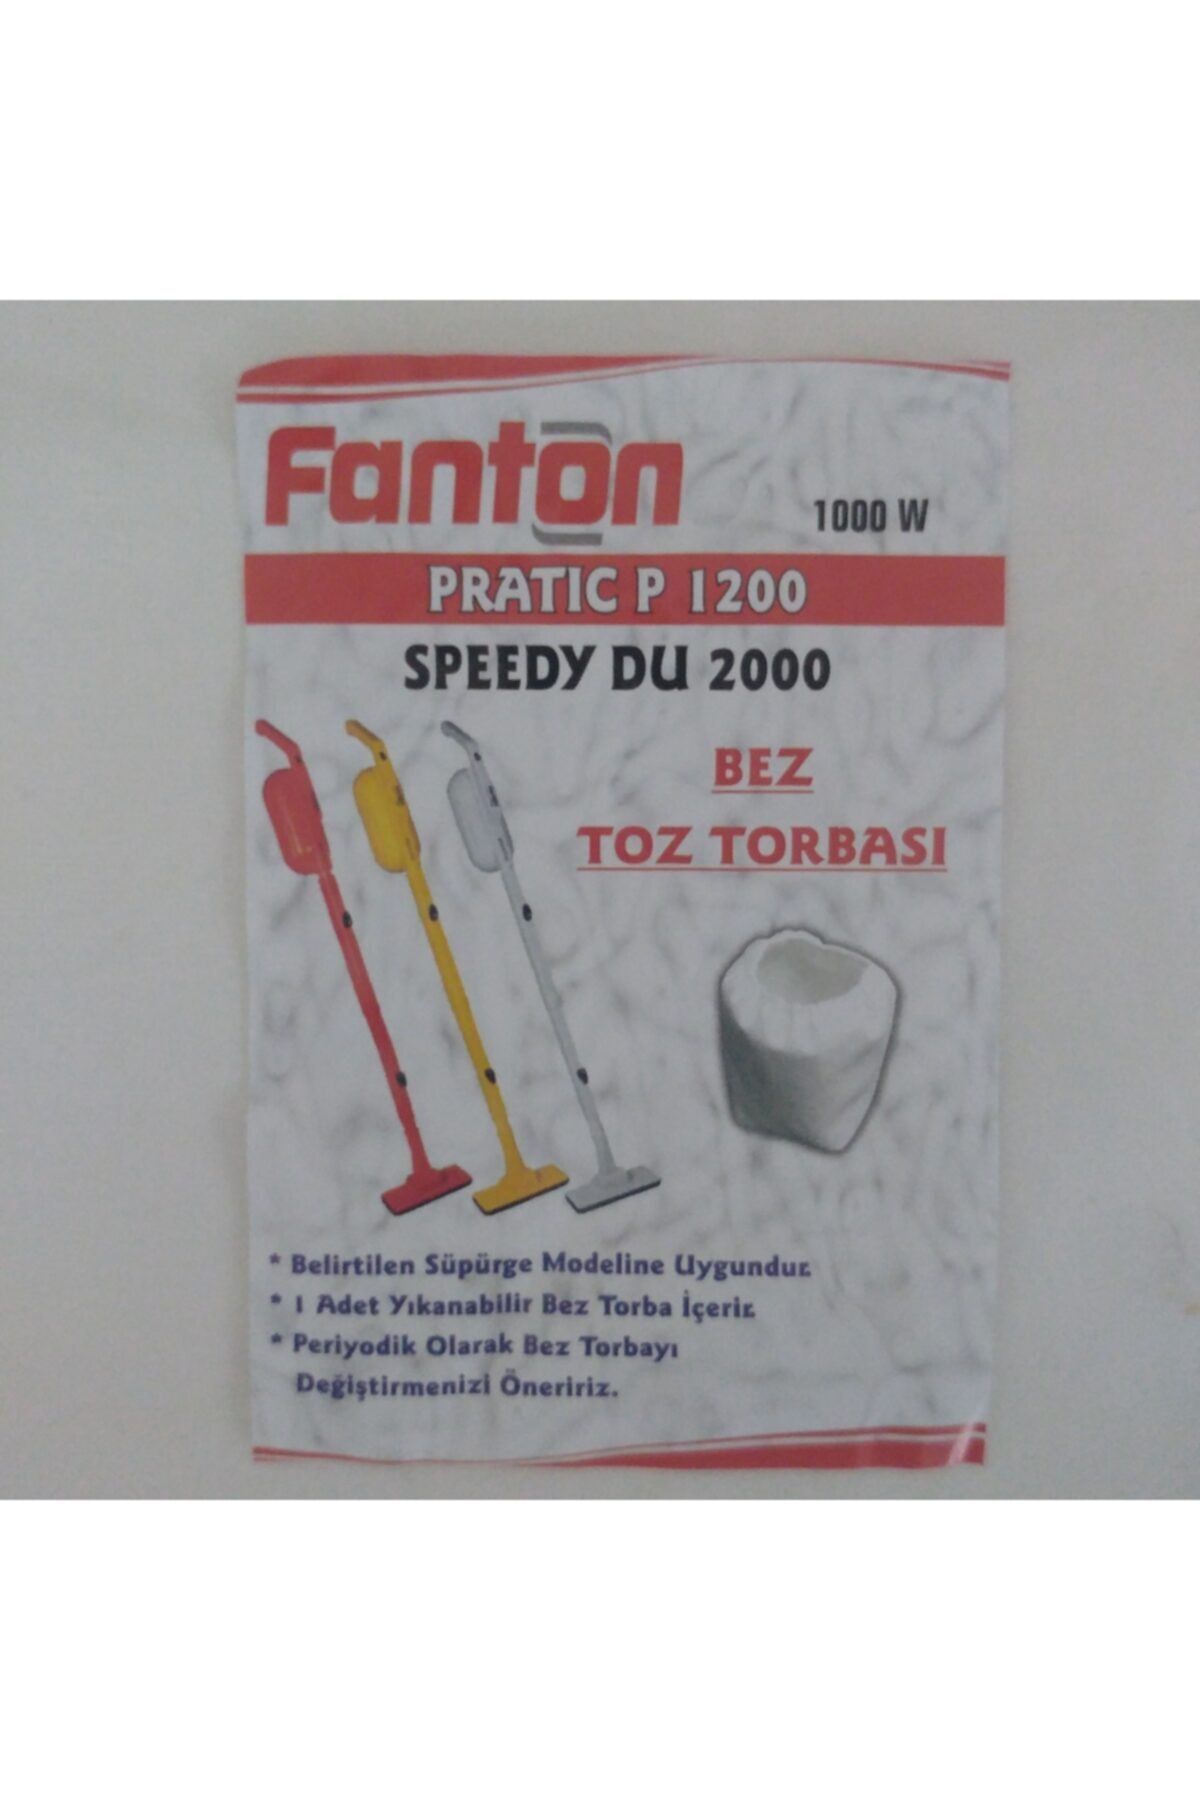 Fanton
1000 W
PRATIC P 1200
SPEEDY DU 2000
BEZ
TOZ TORBASI
* Belirtilen Süpürge Modeline Uygundur.
* 1 Adet Yıkanabilir Bez Torba İçerir.
* Periyodik Olarak Bez Torbayı
Değiştirmenizi Öneririz.